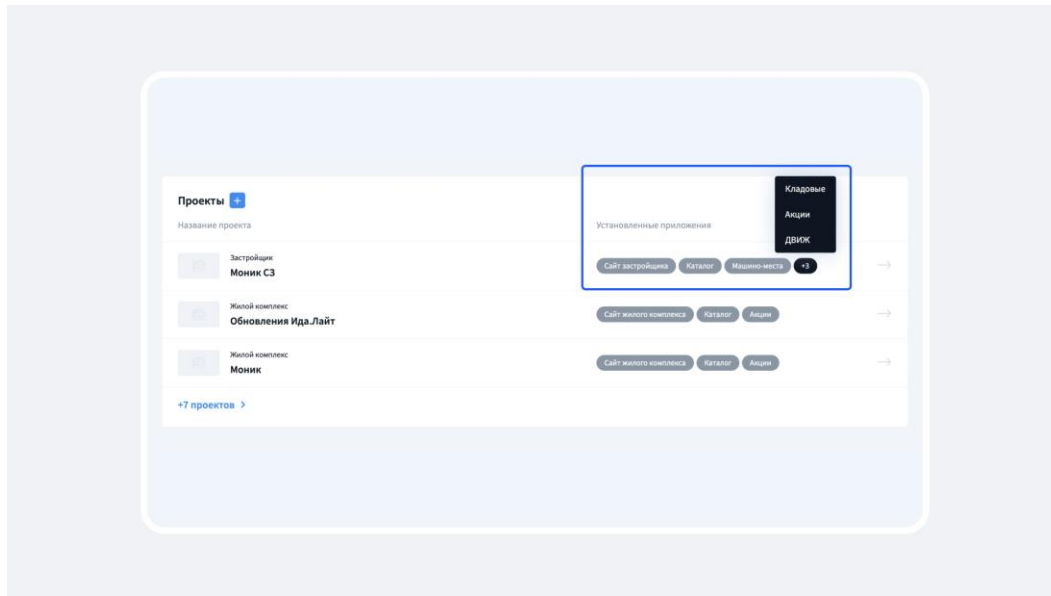 Проекты +
Кладовые
Акции
ДВИЖ
Название проекта
Установленные приложения
Застройщик
Моник СЗ
Сайт застройщика Каталог Машино-места +3
Жилой комплекс
Обновления Ида.Лайт
Сайт жилого комплекса Каталог Акции
Жилой комплекс
Моник
Сайт жилого комплекса Каталог Акции
+7 проектов